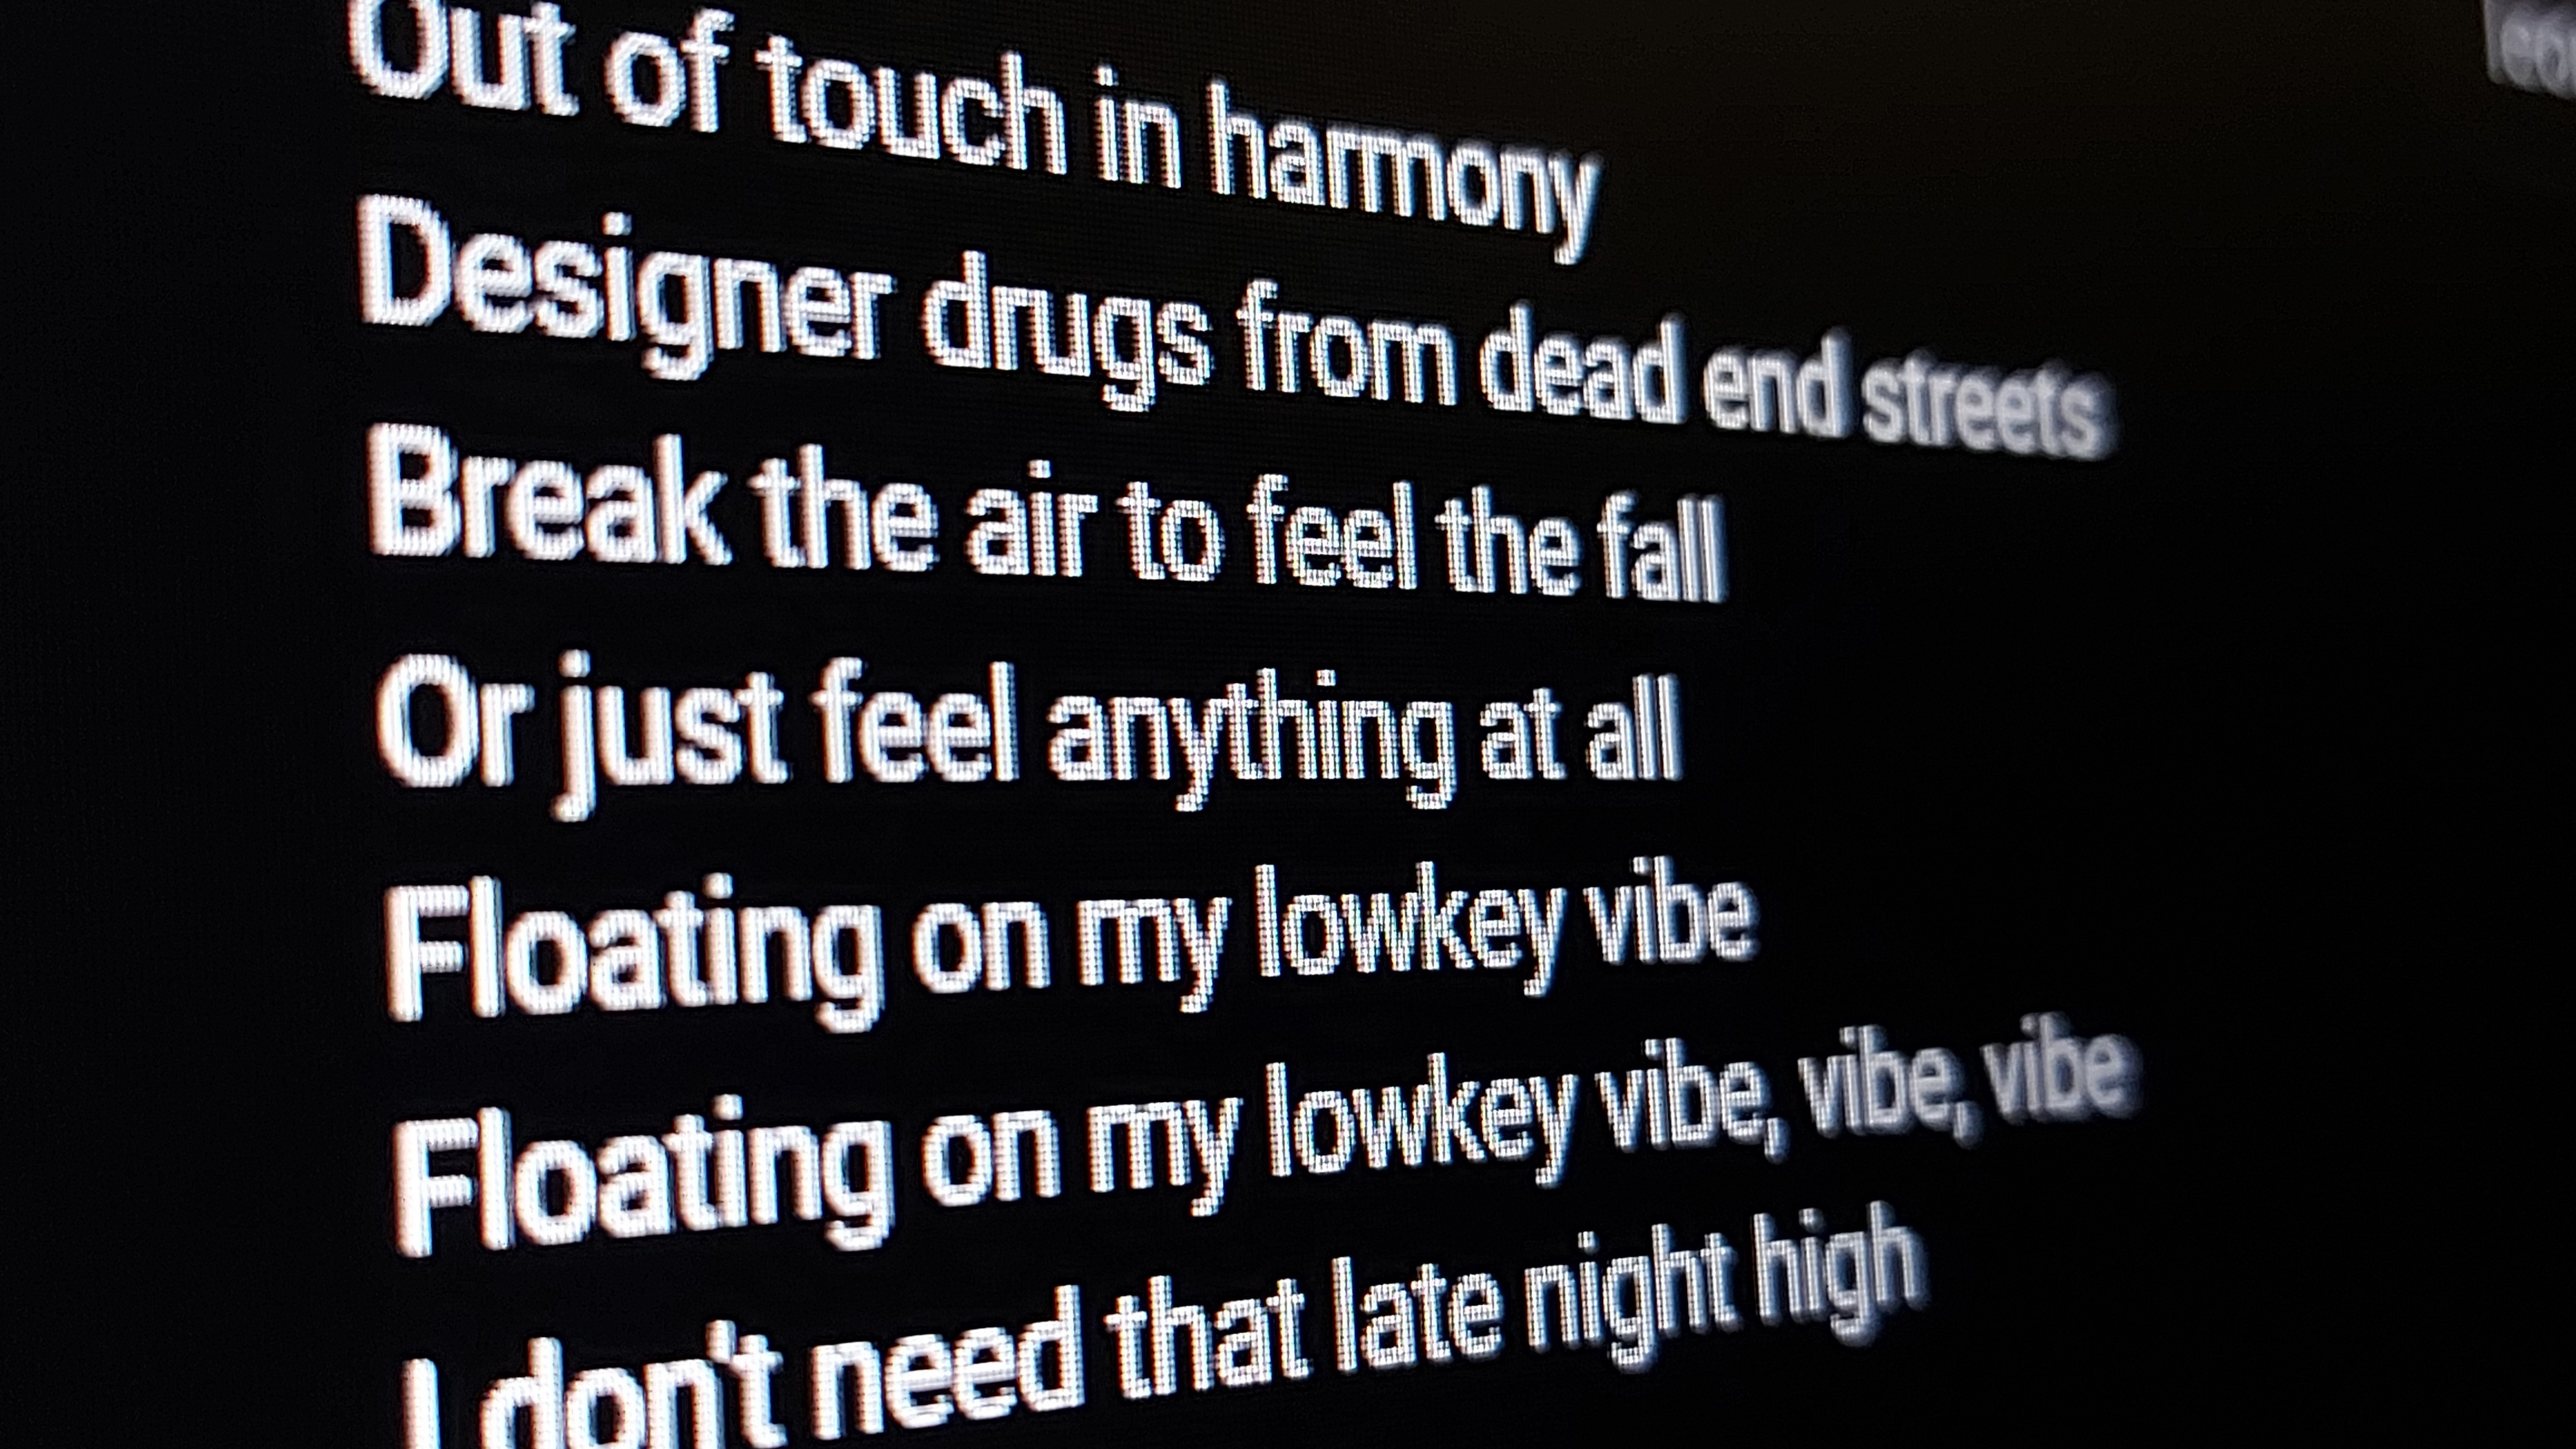 Out of touch in harmony
Designer drugs from dead end streets
Break the air to feel the fall
Or just feel anything at all
Floating on my lowkey vibe
Floating on my lowkey vibe, vibe, vibe
I don't need that late night high